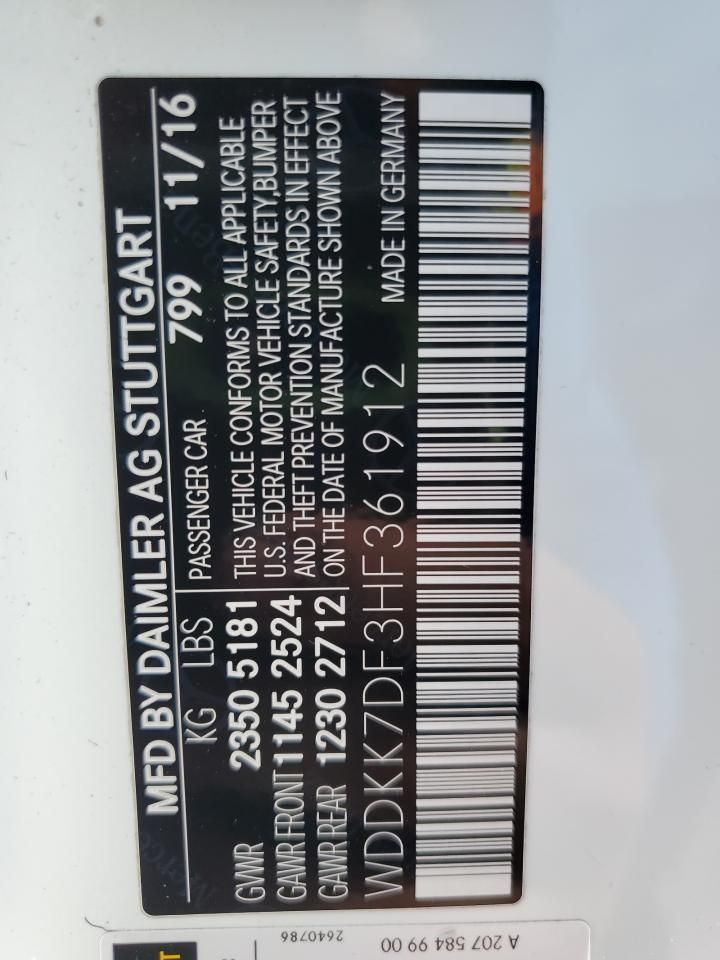 MFD BY DAIMLER AG STUTTGART
799 11/16
KG LBS PASSENGER CAR
GVWR 2350 5181 THIS VEHICLE CONFORMS TO ALL APPLICABLE
GAWR FRONT 1145 2524 U.S. FEDERAL MOTOR VEHICLE SAFETY,BUMPER
AND THEFT PREVENTION STANDARDS IN EFFECT
GAWR REAR 1230 2712 ON THE DATE OF MANUFACTURE SHOWN ABOVE
WDDKK7DF3HF361912 MADE IN GERMANY
A 207 584 99 00
2640786